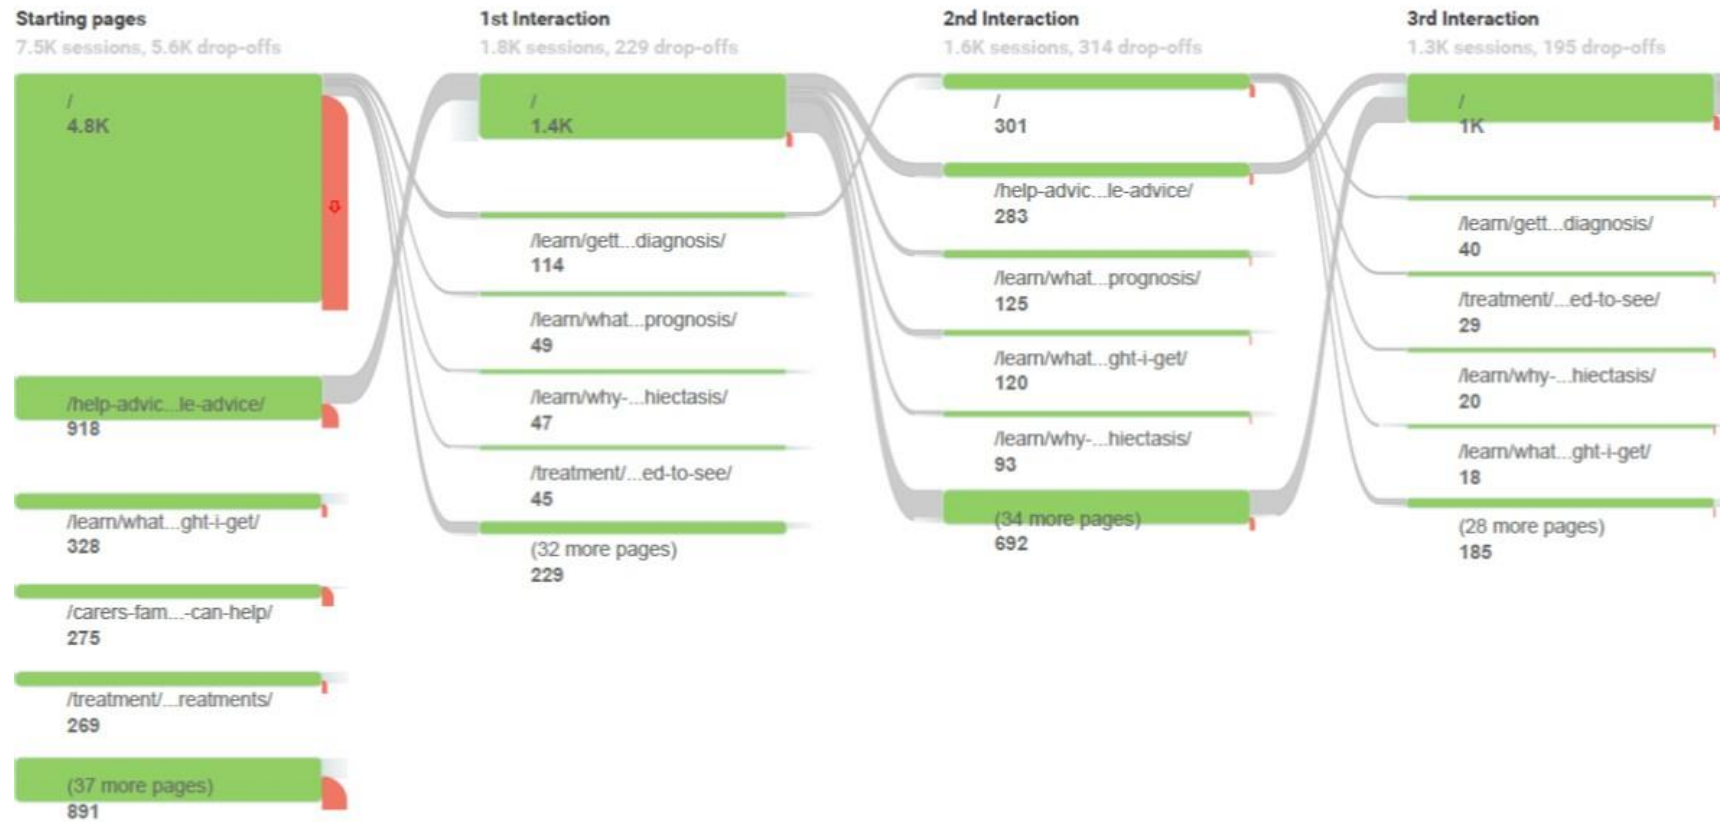 Starting pages
7.5K sessions, 5.6K drop-offs
/
4.8K
/help-advic...le-advice/
918
/learn/what...ght-i-get/
328
/carers-fam...-can-help/
275
/treatment/...reatments/
269
(37 more pages)
891
1st Interaction
1.8K sessions, 229 drop-offs
/
1.4K
/learn/gett...diagnosis/
114
/learn/what...prognosis/
49
/learn/why-...hiectasis/
47
/treatment/...ed-to-see/
45
(32 more pages)
229
2nd Interaction
1.6K sessions, 314 drop-offs
/
301
/help-advic...le-advice/
283
/learn/what...prognosis/
125
/learn/what...ght-i-get/
120
/learn/why-...hiectasis/
93
(34 more pages)
692
3rd Interaction
1.3K sessions, 195 drop-offs
/
1K
/learn/gett...diagnosis/
40
/treatment/...ed-to-see/
29
/learn/why-...hiectasis/
20
/learn/what...ght-i-get/
18
(28 more pages)
185